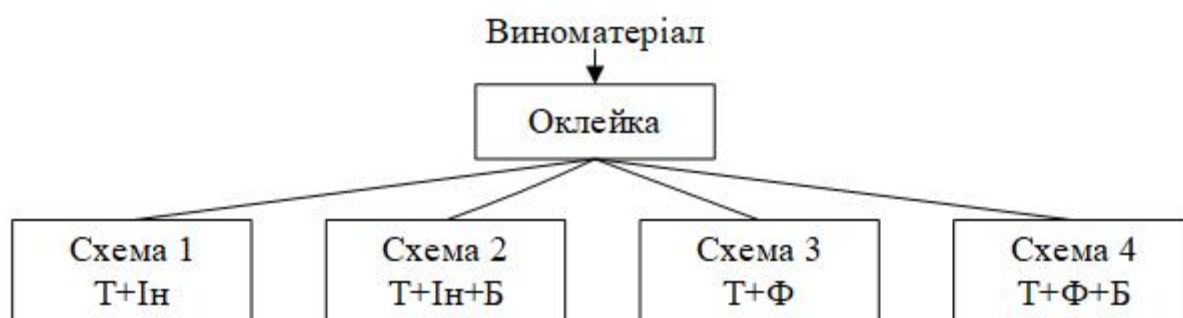 Виноматеріал
Оклейка
Схема 1
Т+Ін
Схема 2
Т+Ін+Б
Схема 3
Т+Ф
Схема 4
Т+Ф+Б